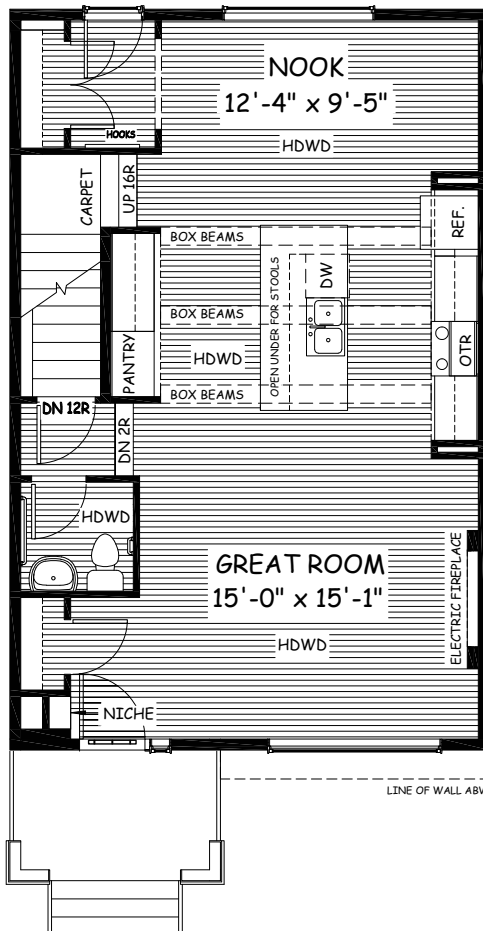 NOOK
12'-4" x 9'-5"
HOOKS
HDWD
CARPET
UP 16R
REF.
BOX BEAMS
DW
OPEN UNDER FOR STOOLS
BOX BEAMS
OTR
PANTRY
HDWD
BOX BEAMS
DN 12R
DN 2R
HDWD
ELECTRIC FIREPLACE
GREAT ROOM
15'-0" x 15'-1"
HDWD
NICHE
LINE OF WALL ABV